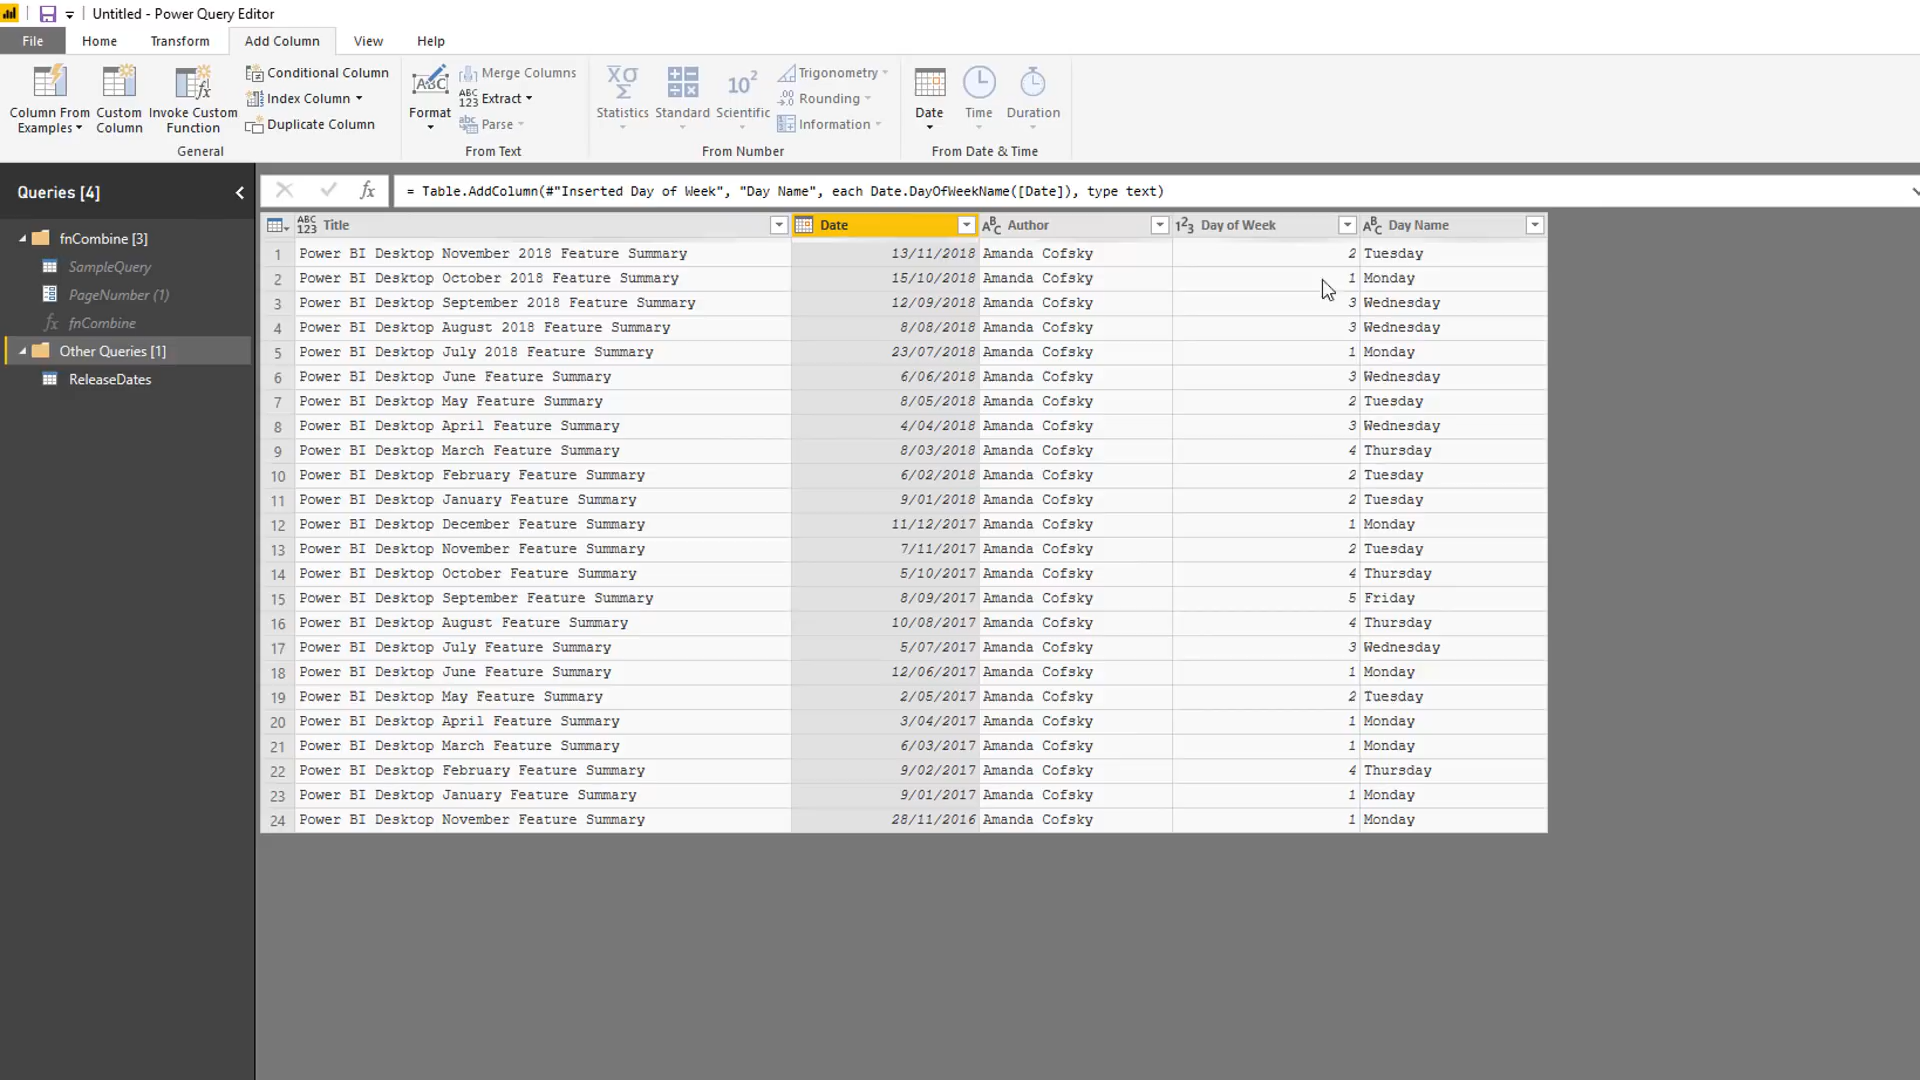 Untitled - Power Query Editor
File Home Transform Add Column View Help
Column From Examples
Custom Column
Invoke Custom Function
Conditional Column
Index Column
Duplicate Column
General
Format
Merge Columns
Extract
Parse
From Text
Statistics
Standard
Scientific
Trigonometry
Rounding
Information
From Number
Date
Time
Duration
From Date & Time
Queries [4]
fnCombine [3]
SampleQuery
PageNumber (1)
fnCombine
Other Queries [1]
ReleaseDates
= Table.AddColumn(#"Inserted Day of Week", "Day Name", each Date.DayOfWeekName([Date]), type text)
Title Date Author Day of Week Day Name
1 Power BI Desktop November 2018 Feature Summary 13/11/2018 Amanda Cofsky 2 Tuesday
2 Power BI Desktop October 2018 Feature Summary 15/10/2018 Amanda Cofsky 1 Monday
3 Power BI Desktop September 2018 Feature Summary 12/09/2018 Amanda Cofsky 3 Wednesday
4 Power BI Desktop August 2018 Feature Summary 8/08/2018 Amanda Cofsky 3 Wednesday
5 Power BI Desktop July 2018 Feature Summary 23/07/2018 Amanda Cofsky 1 Monday
6 Power BI Desktop June Feature Summary 6/06/2018 Amanda Cofsky 3 Wednesday
7 Power BI Desktop May Feature Summary 8/05/2018 Amanda Cofsky 2 Tuesday
8 Power BI Desktop April Feature Summary 4/04/2018 Amanda Cofsky 3 Wednesday
9 Power BI Desktop March Feature Summary 8/03/2018 Amanda Cofsky 4 Thursday
10 Power BI Desktop February Feature Summary 6/02/2018 Amanda Cofsky 2 Tuesday
11 Power BI Desktop January Feature Summary 9/01/2018 Amanda Cofsky 2 Tuesday
12 Power BI Desktop December Feature Summary 11/12/2017 Amanda Cofsky 1 Monday
13 Power BI Desktop November Feature Summary 7/11/2017 Amanda Cofsky 2 Tuesday
14 Power BI Desktop October Feature Summary 5/10/2017 Amanda Cofsky 4 Thursday
15 Power BI Desktop September Feature Summary 8/09/2017 Amanda Cofsky 5 Friday
16 Power BI Desktop August Feature Summary 10/08/2017 Amanda Cofsky 4 Thursday
17 Power BI Desktop July Feature Summary 5/07/2017 Amanda Cofsky 3 Wednesday
18 Power BI Desktop June Feature Summary 12/06/2017 Amanda Cofsky 1 Monday
19 Power BI Desktop May Feature Summary 2/05/2017 Amanda Cofsky 2 Tuesday
20 Power BI Desktop April Feature Summary 3/04/2017 Amanda Cofsky 1 Monday
21 Power BI Desktop March Feature Summary 6/03/2017 Amanda Cofsky 1 Monday
22 Power BI Desktop February Feature Summary 9/02/2017 Amanda Cofsky 4 Thursday
23 Power BI Desktop January Feature Summary 9/01/2017 Amanda Cofsky 1 Monday
24 Power BI Desktop November Feature Summary 28/11/2016 Amanda Cofsky 1 Monday